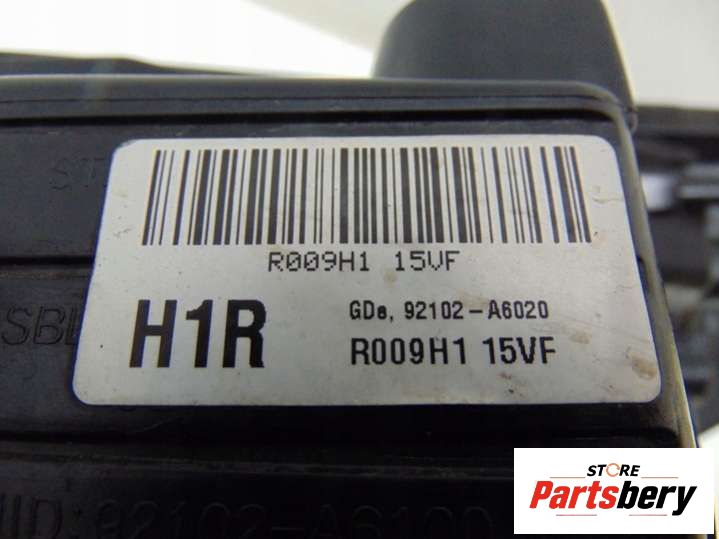 R009H1 15VF
H1R
GDe, 92102-A6020
R009H1 15VF
STORE
Partsbery